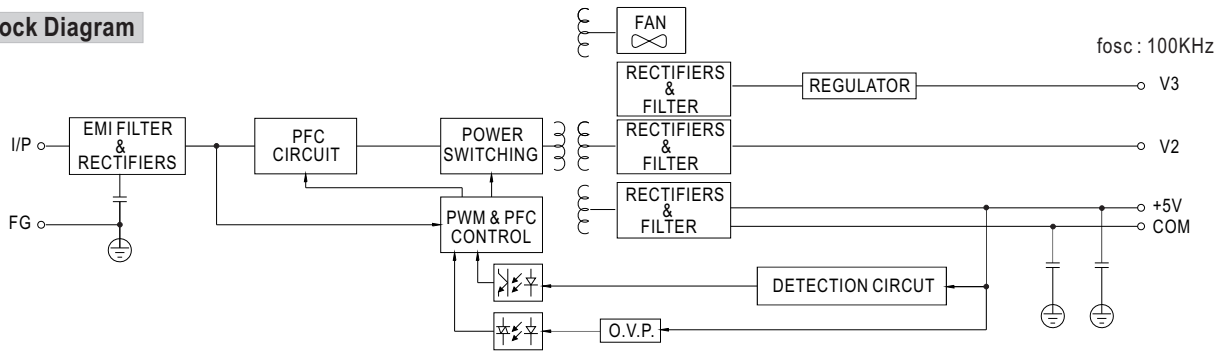 ock Diagram
FAN
fosc : 100KHz
RECTIFIERS
&
FILTER
REGULATOR
V3
I/P
EMI FILTER
&
RECTIFIERS
PFC
CIRCUIT
POWER
SWITCHING
RECTIFIERS
&
FILTER
V2
FG
PWM & PFC
CONTROL
RECTIFIERS
&
FILTER
+5V
COM
DETECTION CIRCUT
O.V.P.